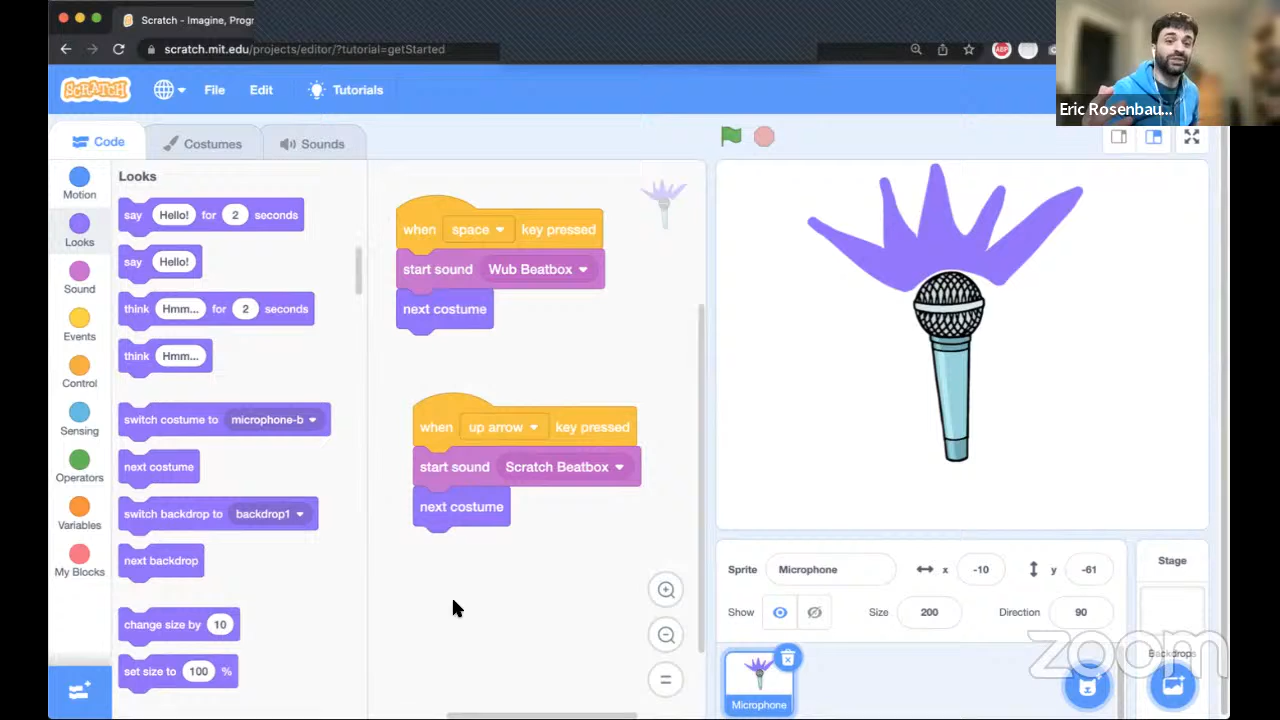 Scratch - Imagine, Progr
scratch.mit.edu/projects/editor/?tutorial=getStarted
ABP
Eric Rosenbau...
SCRATCH
File
Edit
Tutorials
Code
Costumes
Sounds
Motion
Looks
Sound
Events
Control
Sensing
Operators
Variables
My Blocks
Looks
say Hello! for 2 seconds
say Hello!
think Hmm... for 2 seconds
think Hmm...
switch costume to microphone-b
next costume
switch backdrop to backdrop1
next backdrop
change size by 10
set size to 100 %
when space key pressed
start sound Wub Beatbox
next costume
when up arrow key pressed
start sound Scratch Beatbox
next costume
Sprite Microphone x -10 y -61
Show Size 200 Direction 90
Microphone
Stage
Backdrops
zoom